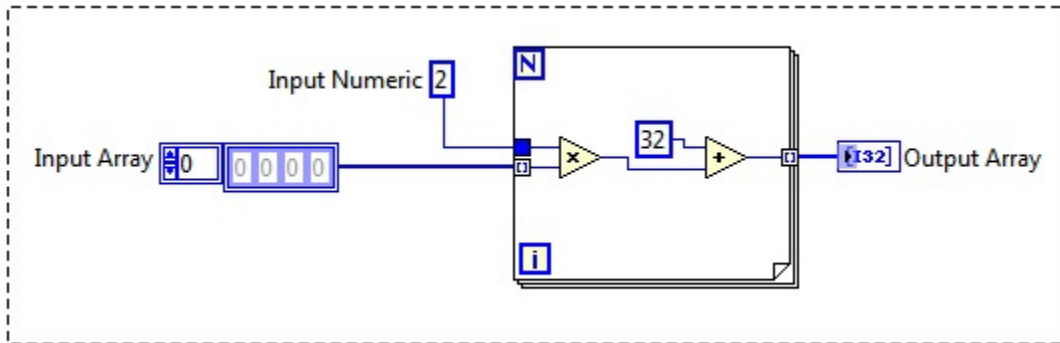 N
Input Numeric 2
32
Input Array 0 0 0 0 0
×
+
[I32] Output Array
i